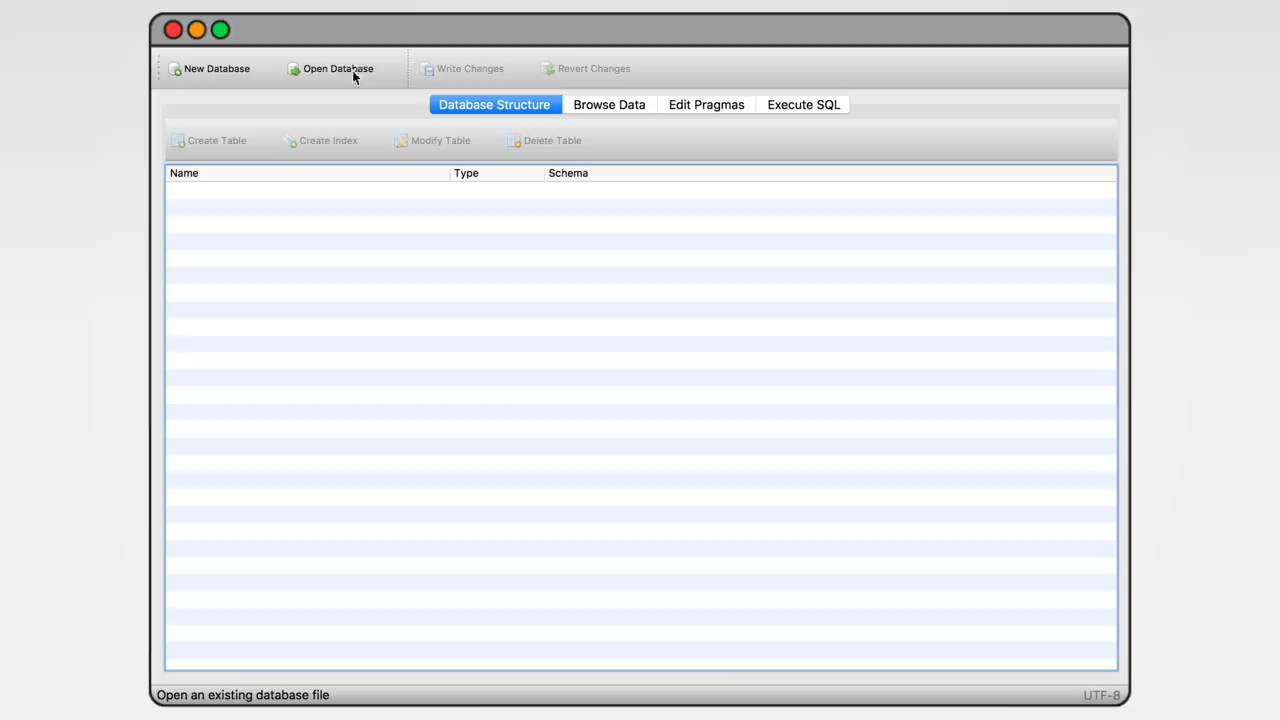 New Database Open Database Write Changes Revert Changes
Database Structure Browse Data Edit Pragmas Execute SQL
Create Table Create Index Modify Table Delete Table
Name Type Schema
Open an existing database file UTF-8